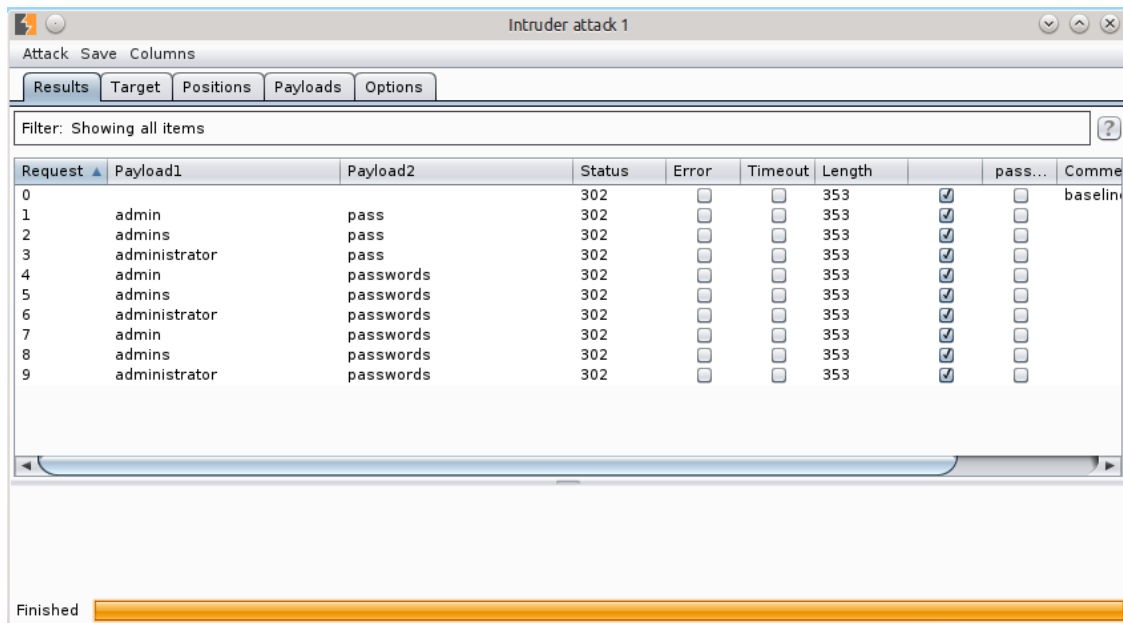 Intruder attack 1
Attack Save Columns
Results Target Positions Payloads Options
Filter: Showing all items ?
Request Payload1 Payload2 Status Error Timeout Length pass... Comme
0 302 353 baselin
1 admin pass 302 353
2 admins pass 302 353
3 administrator pass 302 353
4 admin passwords 302 353
5 admins passwords 302 353
6 administrator passwords 302 353
7 admin passwords 302 353
8 admins passwords 302 353
9 administrator passwords 302 353
Finished